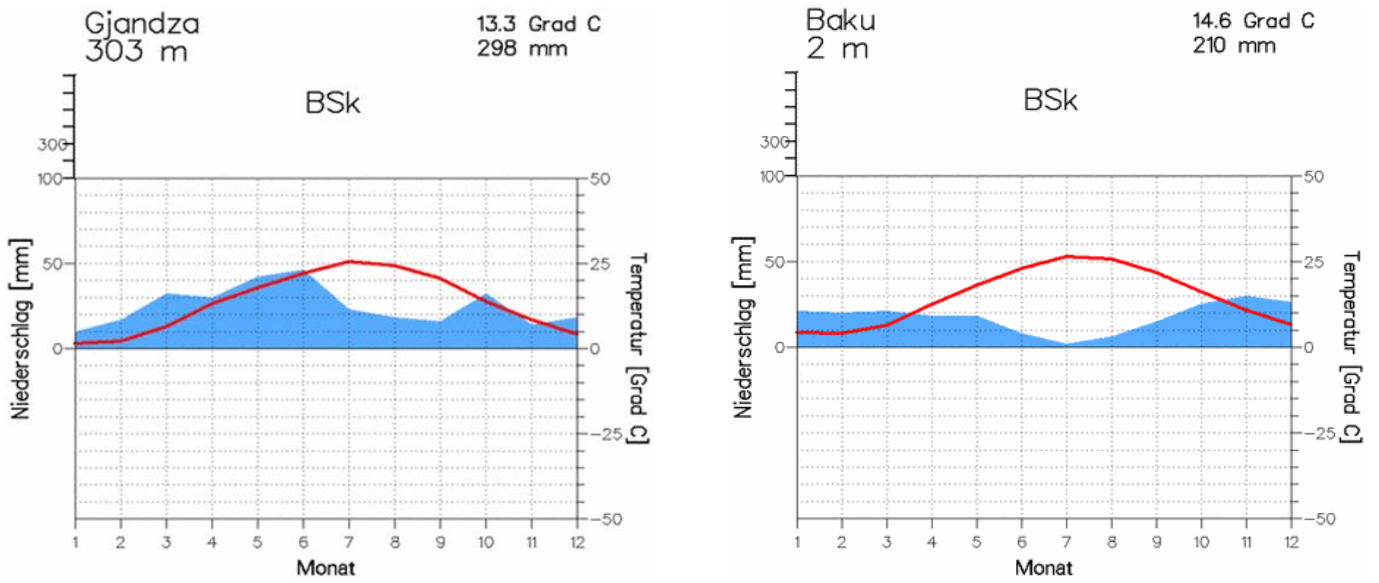 Gjandza
303 m
13.3 Grad C
298 mm
BSk
300
100
50
0
50
25
0
-25
-50
Niederschlag [mm]
Temperatur [Grad C]
1 2 3 4 5 6 7 8 9 10 11 12
Monat
Baku
2 m
14.6 Grad C
210 mm
BSk
300
100
50
0
50
25
0
-25
-50
Niederschlag [mm]
Temperatur [Grad C]
1 2 3 4 5 6 7 8 9 10 11 12
Monat